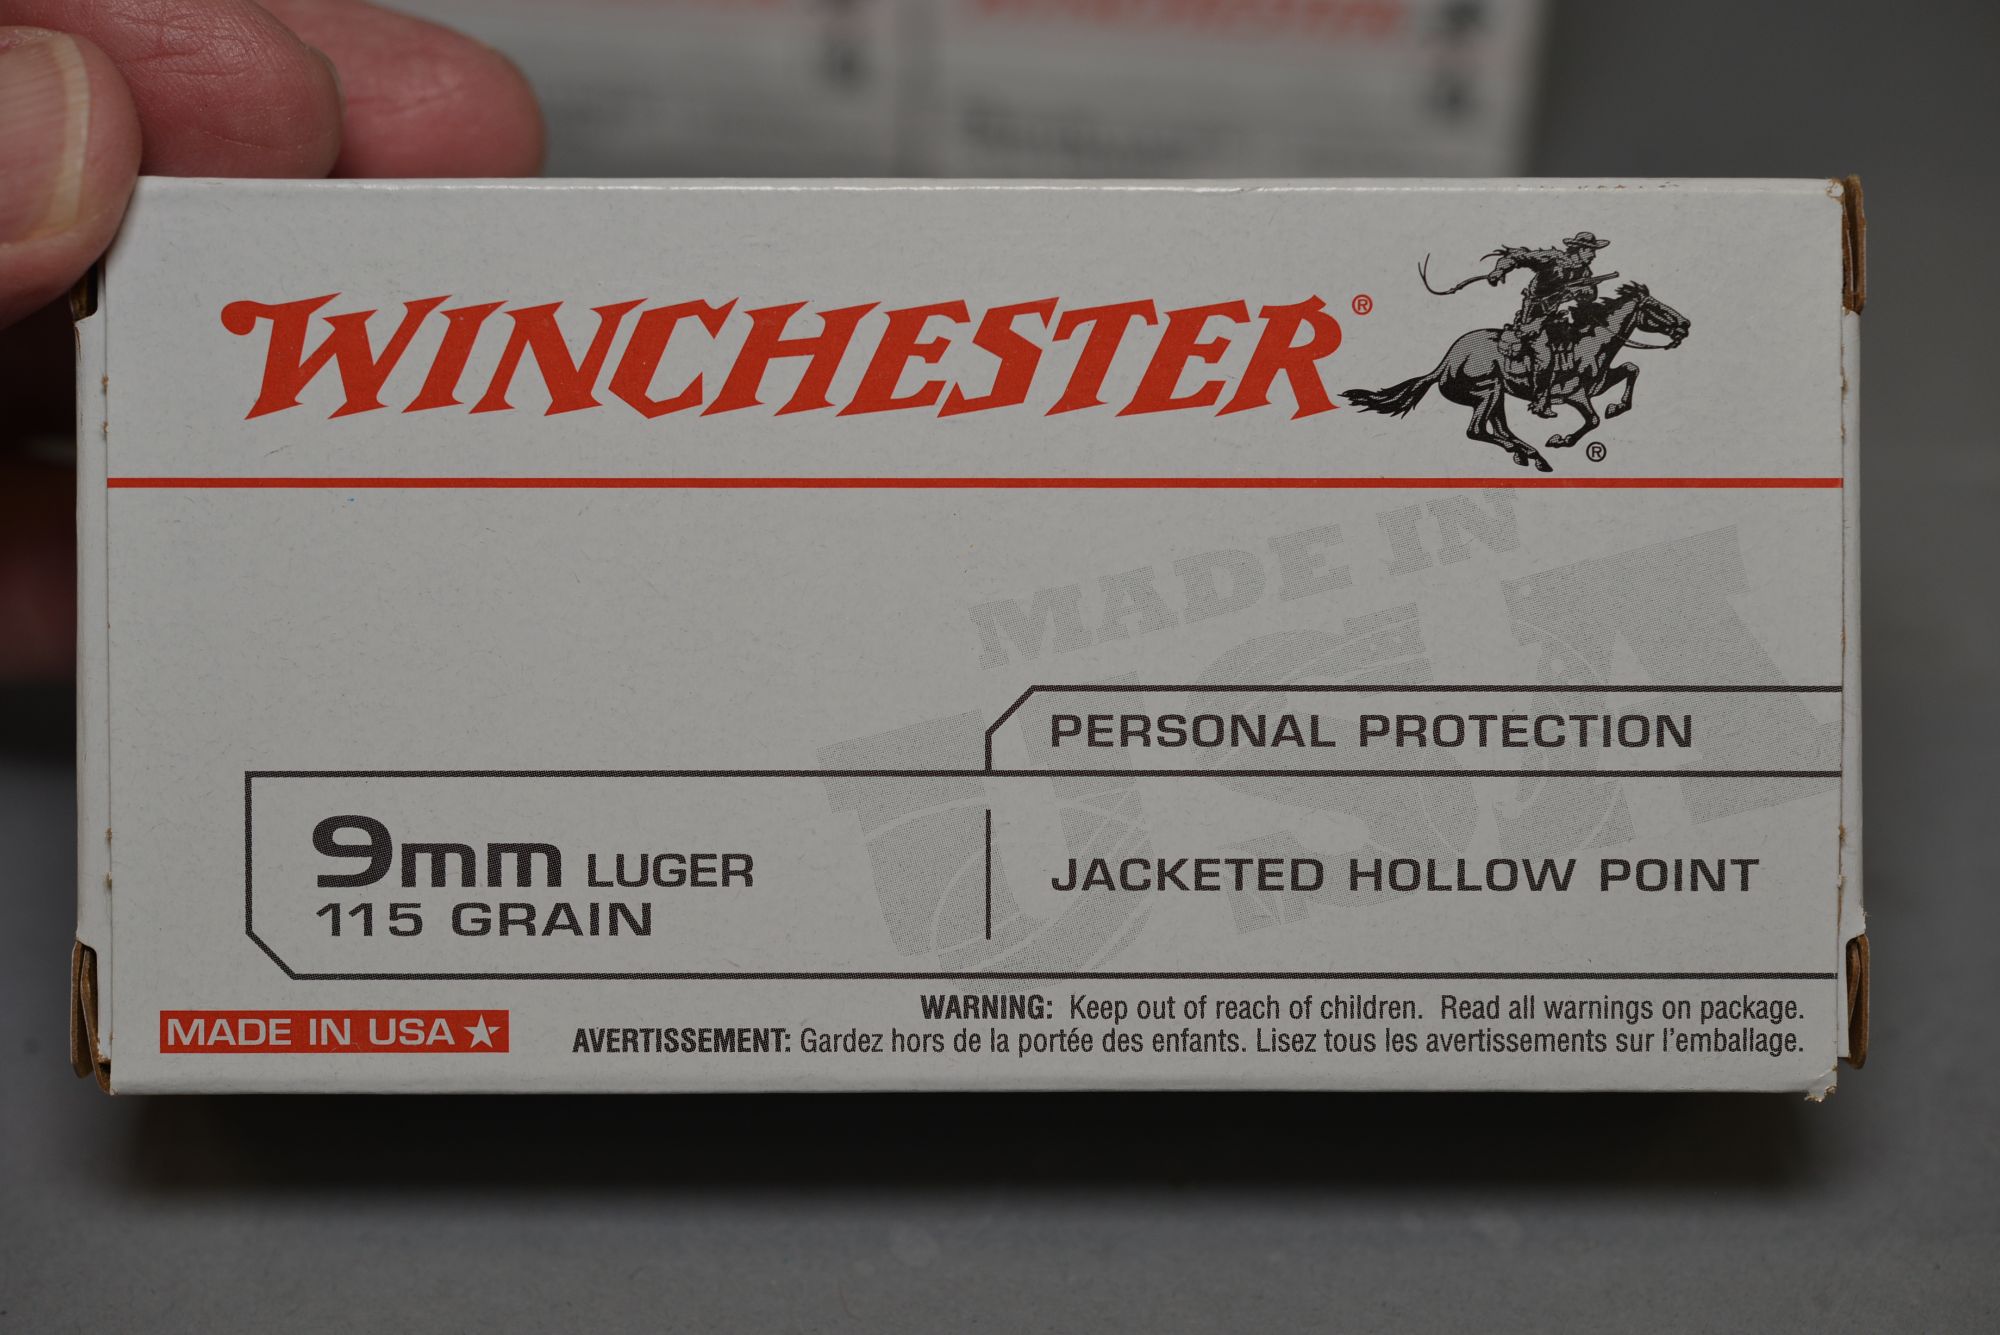 WINCHESTER®
®
MADE IN
USA
PERSONAL PROTECTION
9mm LUGER
115 GRAIN
JACKETED HOLLOW POINT
MADE IN USA
WARNING: Keep out of reach of children. Read all warnings on package.
AVERTISSEMENT: Gardez hors de la portée des enfants. Lisez tous les avertissements sur l'emballage.